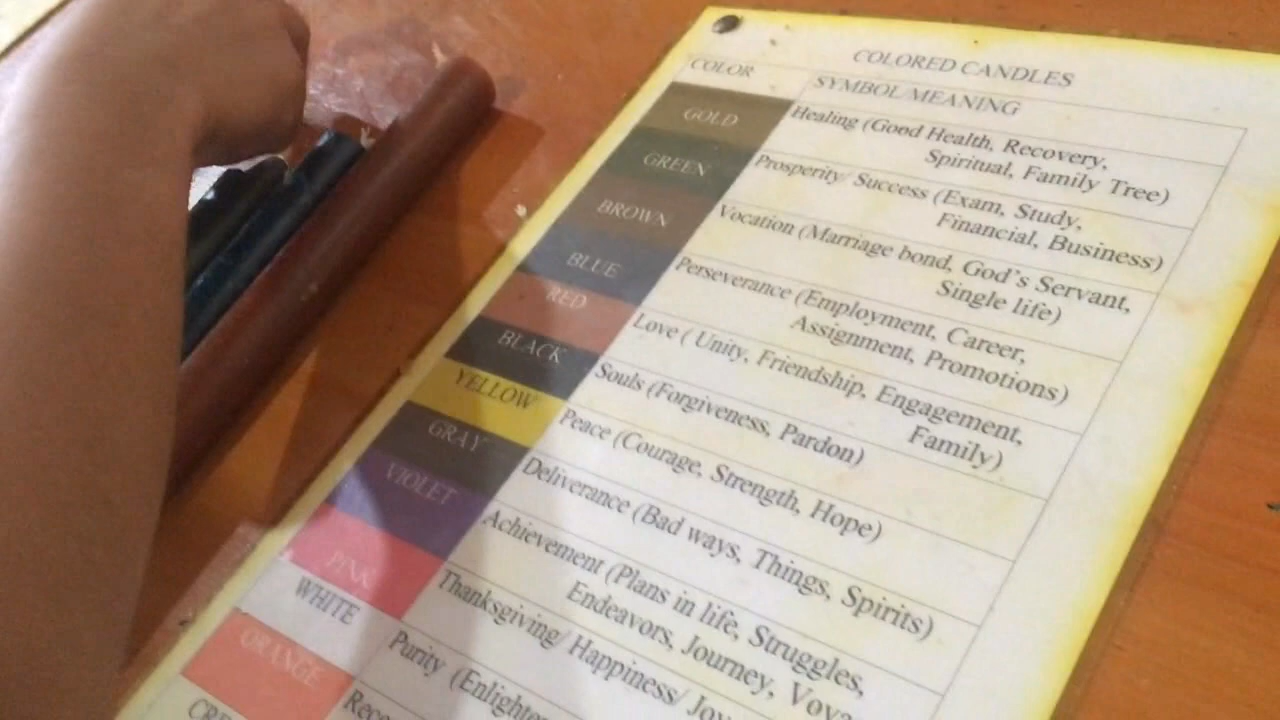 COLORED CANDLES
COLOR SYMBOL/MEANING
GOLD Healing (Good Health, Recovery,
Spiritual, Family Tree)
GREEN Prosperity/ Success (Exam, Study,
Financial, Business)
BROWN Vocation (Marriage bond, God's Servant,
Single life)
BLUE Perseverance (Employment, Career,
Assignment, Promotions)
RED Love ( Unity, Friendship, Engagement,
Family)
BLACK Souls (Forgiveness, Pardon)
YELLOW Peace (Courage, Strength, Hope)
GRAY Deliverance (Bad ways, Things, Spirits)
VIOLET Achievement (Plans in life, Struggles,
Endeavors, Journey,
PINK Thanksgiving/ Happiness/
WHITE Purity
ORANGE